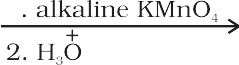 . alkaline KMnO₄
2. H₃O⁺